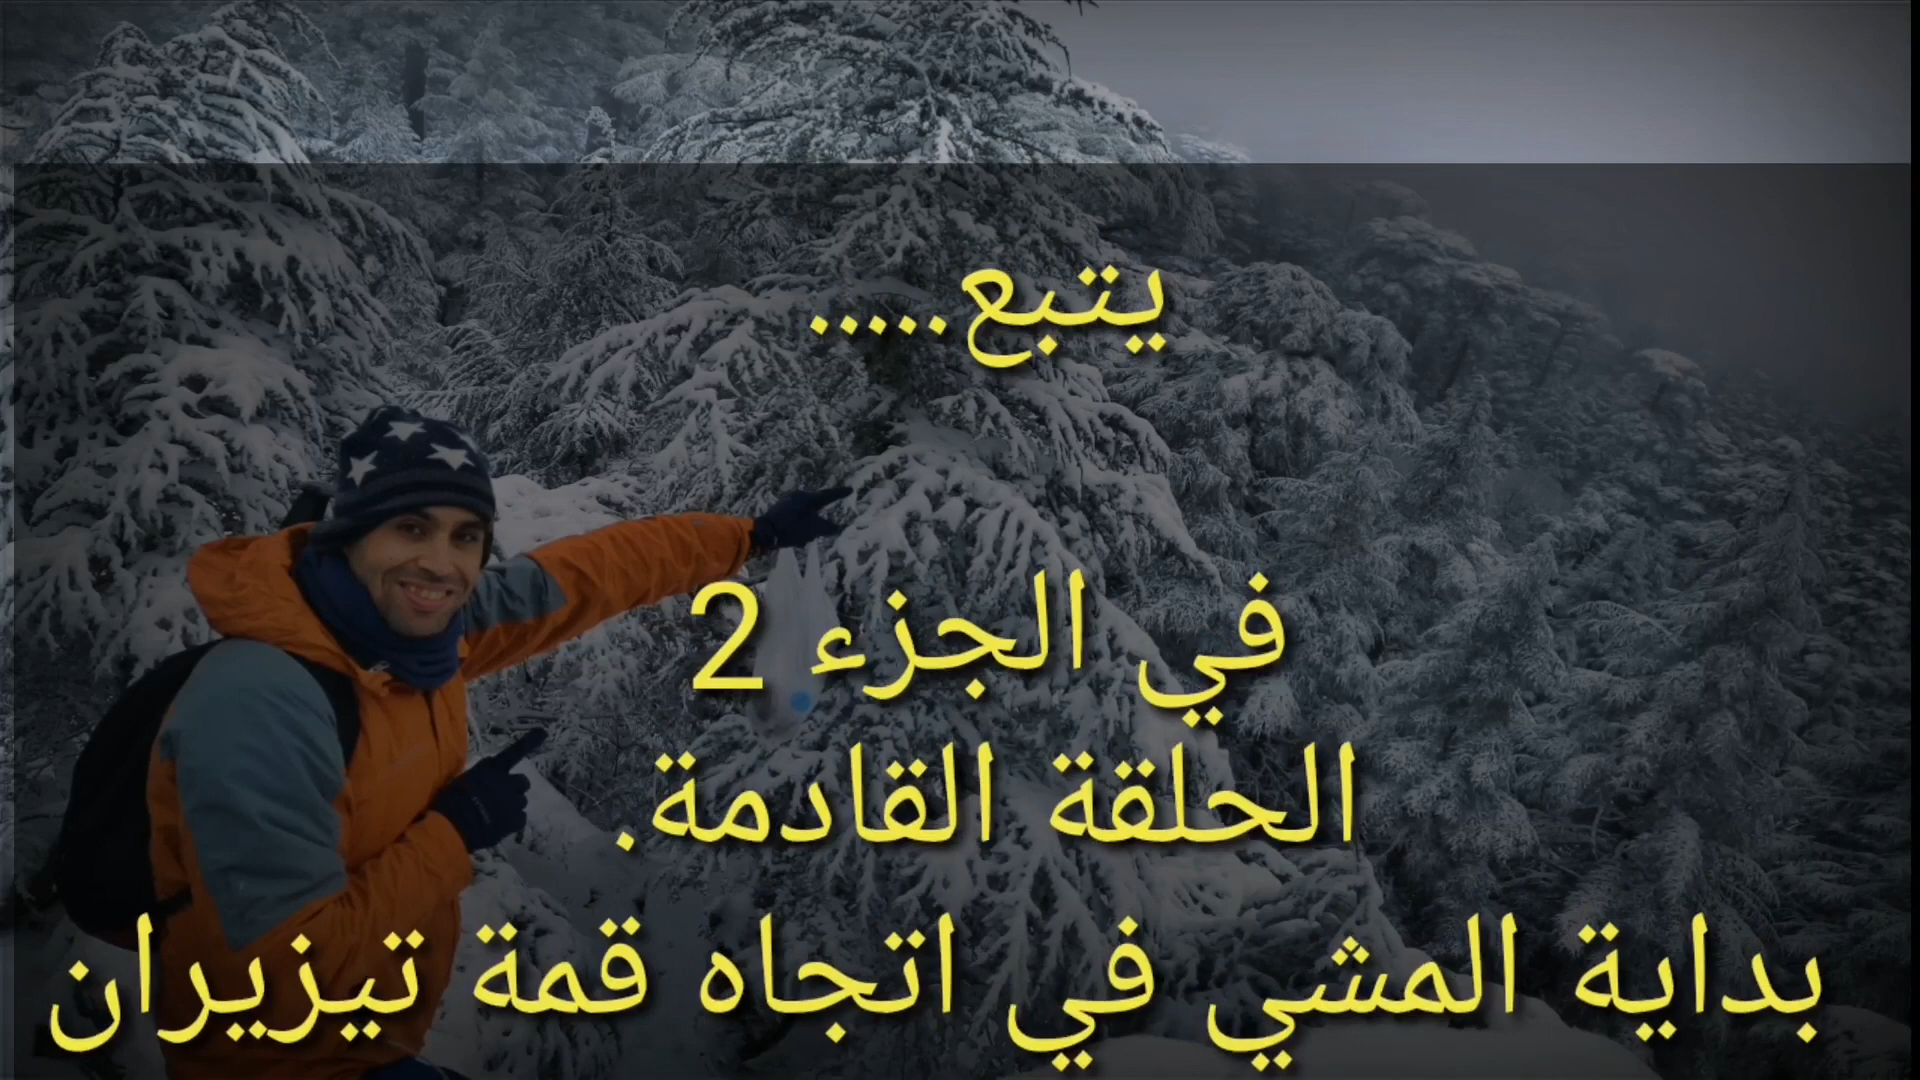 يتبع.....
في الجزء 2
الحلقة القادمة.
بداية المشي في اتجاه قمة تيزيران